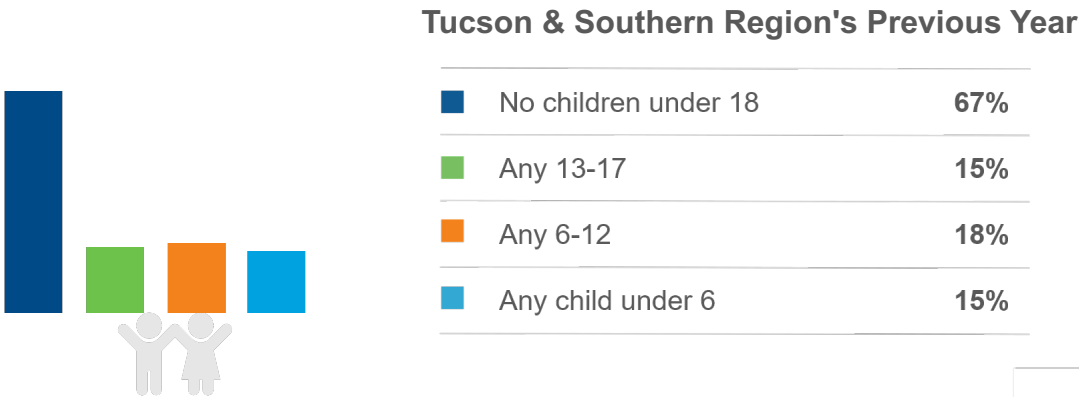 Tucson & Southern Region's Previous Year
No children under 18 67%
Any 13-17 15%
Any 6-12 18%
Any child under 6 15%